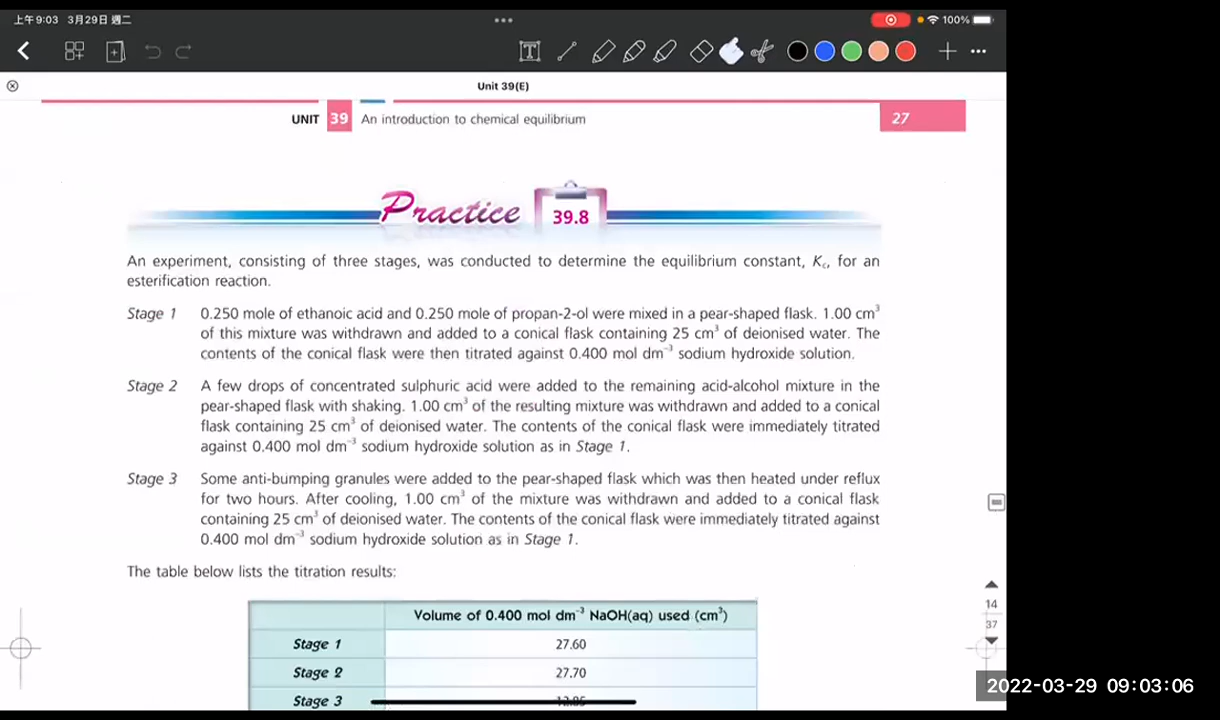 上午9:03 3月29日 週二
100%
Unit 39(E)
UNIT 39 An introduction to chemical equilibrium
27
Practice 39.8
An experiment, consisting of three stages, was conducted to determine the equilibrium constant, Kc, for an
esterification reaction.
Stage 1 0.250 mole of ethanoic acid and 0.250 mole of propan-2-ol were mixed in a pear-shaped flask. 1.00 cm³
of this mixture was withdrawn and added to a conical flask containing 25 cm³ of deionised water. The
contents of the conical flask were then titrated against 0.400 mol dm⁻³ sodium hydroxide solution.
Stage 2 A few drops of concentrated sulphuric acid were added to the remaining acid-alcohol mixture in the
pear-shaped flask with shaking. 1.00 cm³ of the resulting mixture was withdrawn and added to a conical
flask containing 25 cm³ of deionised water. The contents of the conical flask were immediately titrated
against 0.400 mol dm⁻³ sodium hydroxide solution as in Stage 1.
Stage 3 Some anti-bumping granules were added to the pear-shaped flask which was then heated under reflux
for two hours. After cooling, 1.00 cm³ of the mixture was withdrawn and added to a conical flask
containing 25 cm³ of deionised water. The contents of the conical flask were immediately titrated against
0.400 mol dm⁻³ sodium hydroxide solution as in Stage 1.
The table below lists the titration results:
Volume of 0.400 mol dm⁻³ NaOH(aq) used (cm³)
Stage 1 27.60
Stage 2 27.70
Stage 3
14
37
2022-03-29 09:03:06